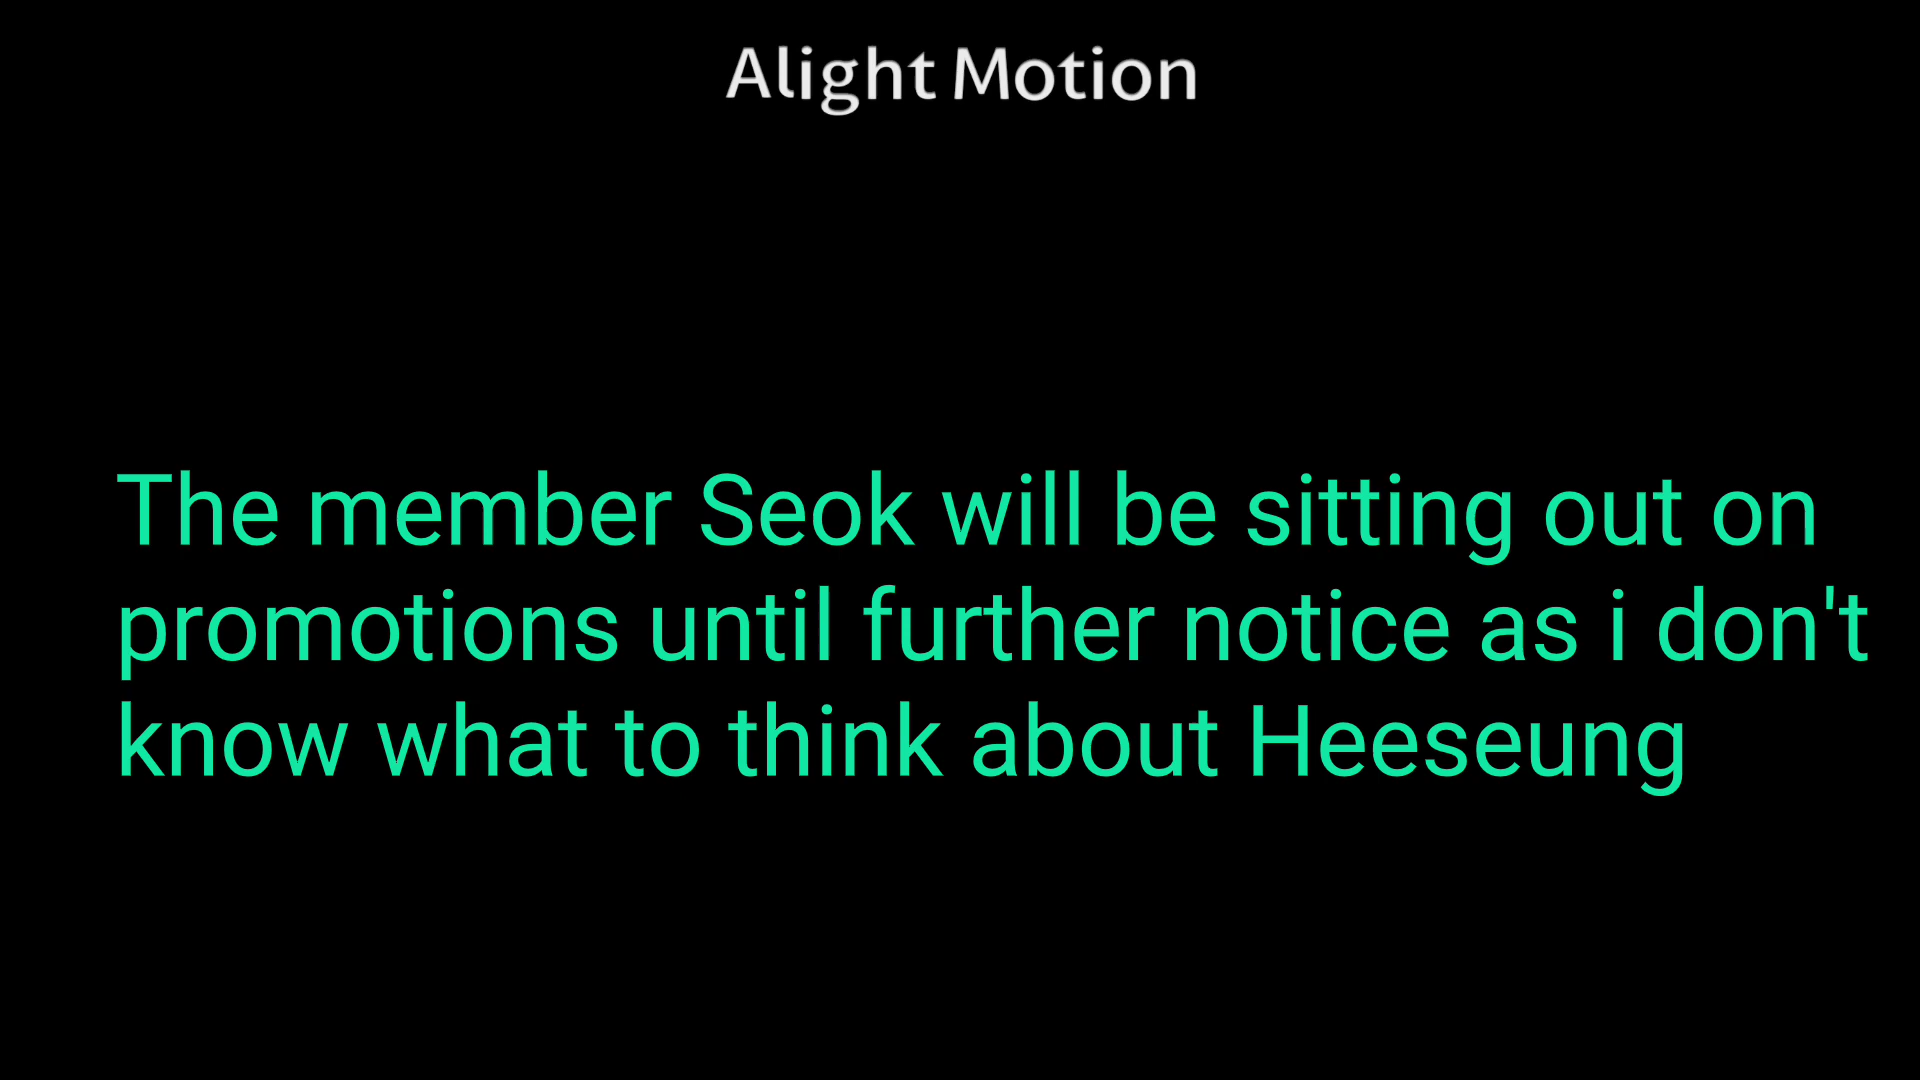 Alight Motion
The member Seok will be sitting out on
promotions until further notice as i don't
know what to think about Heeseung